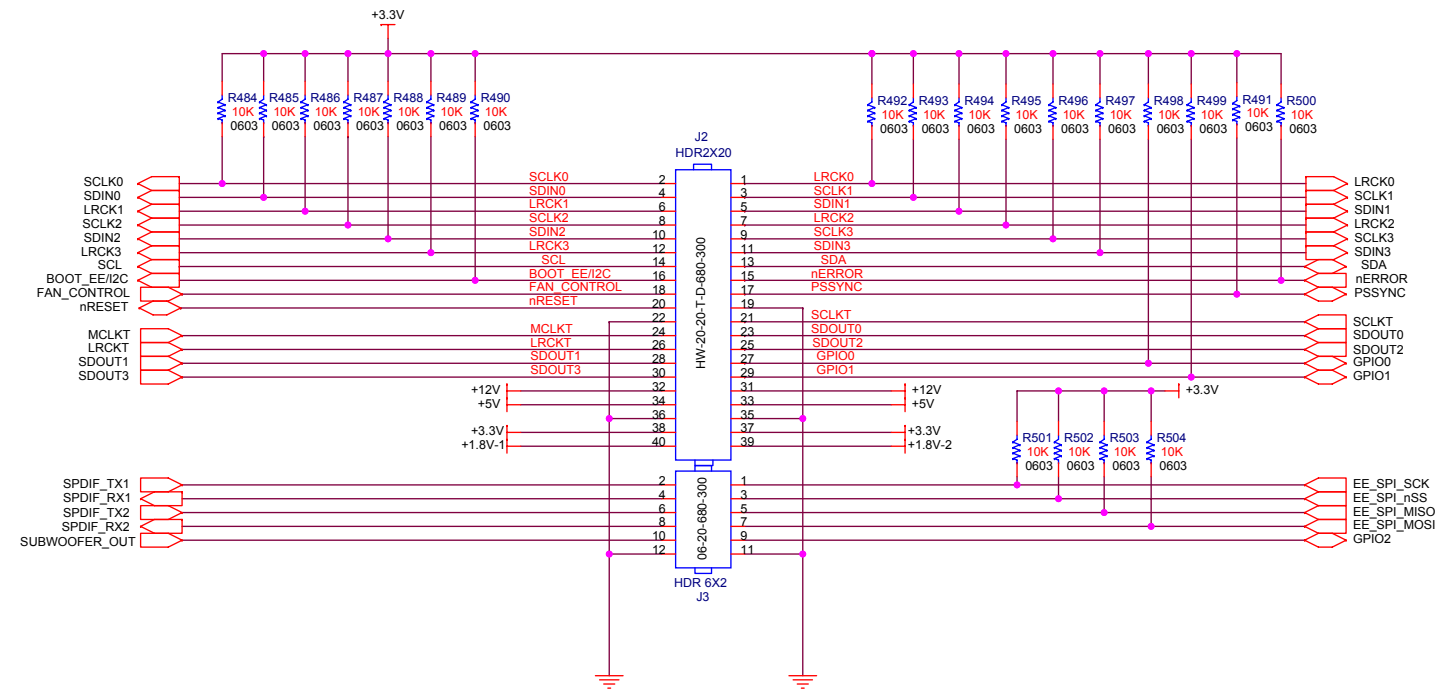 +3.3V
R484 R485 R486 R487 R488 R489 R490
10K 10K 10K 10K 10K 10K 10K
0603 0603 0603 0603 0603 0603 0603
R492 R493 R494 R495 R496 R497 R498 R499 R491 R500
10K 10K 10K 10K 10K 10K 10K 10K 10K 10K
0603 0603 0603 0603 0603 0603 0603 0603 0603 0603
J2
HDR2X20
HW-20-20-T-D-680-300
SCLK0 SCLK0 2 1 LRCK0 LRCK0
SDIN0 SDIN0 4 3 SCLK1 SCLK1
LRCK1 LRCK1 6 5 SDIN1 SDIN1
SCLK2 SCLK2 8 7 LRCK2 LRCK2
SDIN2 SDIN2 10 9 SCLK3 SCLK3
LRCK3 LRCK3 12 11 SDIN3 SDIN3
SCL SCL 14 13 SDA SDA
BOOT_EE/I2C BOOT_EE/I2C 16 15 nERROR nERROR
FAN_CONTROL FAN_CONTROL 18 17 PSSYNC PSSYNC
nRESET nRESET 20 19
22 21 SCLKT SCLKT
MCLKT MCLKT 24 23 SDOUT0 SDOUT0
LRCKT LRCKT 26 25 SDOUT2 SDOUT2
SDOUT1 SDOUT1 28 27 GPIO0 GPIO0
SDOUT3 SDOUT3 30 29 GPIO1 GPIO1
+12V 32 31 +12V +3.3V
+5V 34 33 +5V
36 35
+3.3V 38 37 +3.3V
+1.8V-1 40 39 +1.8V-2
R501 R502 R503 R504
10K 10K 10K 10K
0603 0603 0603 0603
06-20-680-300
SPDIF_TX1 2 1 EE_SPI_SCK
SPDIF_RX1 4 3 EE_SPI_nSS
SPDIF_TX2 6 5 EE_SPI_MISO
SPDIF_RX2 8 7 EE_SPI_MOSI
SUBWOOFER_OUT 10 9 GPIO2
12 11
HDR 6X2
J3